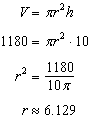 V = πr²h
1180 = πr² · 10
r² = 1180 / 10π
r ≈ 6.129